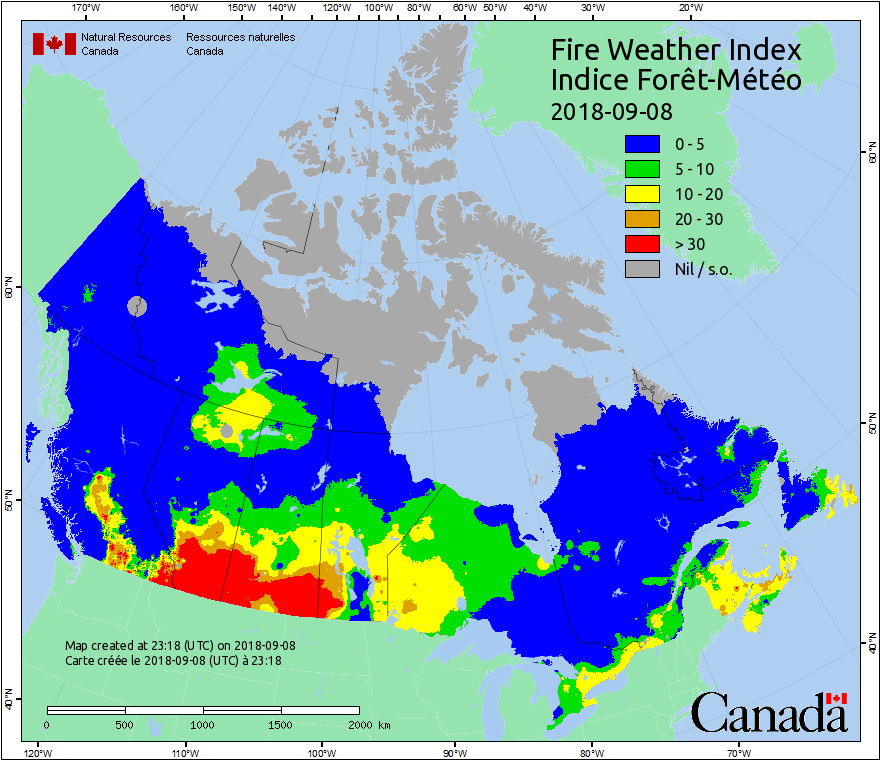 170°W 160°W 150°W 140°W 130°W 120°W 110°W 100°W 90°W 80°W 70°W 60°W 50°W 40°W 30°W 20°W
Natural Resources Ressources naturelles
Canada Canada
Fire Weather Index
Indice Forêt-Météo
2018-09-08
0 - 5
5 - 10
10 - 20
20 - 30
> 30
Nil / s.o.
60°N
50°N
40°N
60°N
50°N
40°N
Map created at 23:18 (UTC) on 2018-09-08
Carte créée le 2018-09-08 (UTC) à 23:18
0 500 1000 1500 2000 km
Canada
120°W 110°W 100°W 90°W 80°W 70°W